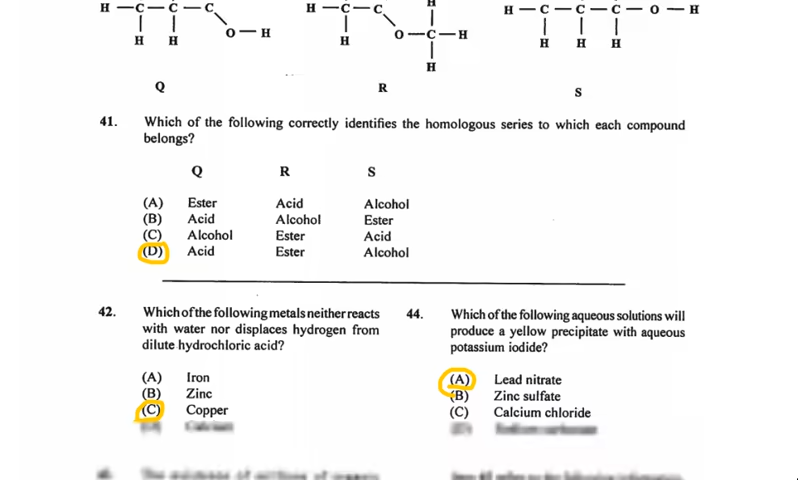 H
H — C — C — C
H — C — C
H — C — C — C — O — H
O — H
O — C — H
H H
H
H H H
H
Q
R
S
41. Which of the following correctly identifies the homologous series to which each compound
belongs?
Q R S
(A) Ester Acid Alcohol
(B) Acid Alcohol Ester
(C) Alcohol Ester Acid
(D) Acid Ester Alcohol
42. Which of the following metals neither reacts
with water nor displaces hydrogen from
dilute hydrochloric acid?
(A) Iron
(B) Zinc
(C) Copper
44. Which of the following aqueous solutions will
produce a yellow precipitate with aqueous
potassium iodide?
(A) Lead nitrate
(B) Zinc sulfate
(C) Calcium chloride